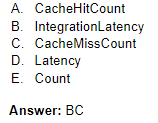 A. CacheHitCount
B. IntegrationLatency
C. CacheMissCount
D. Latency
E. Count
Answer: BC